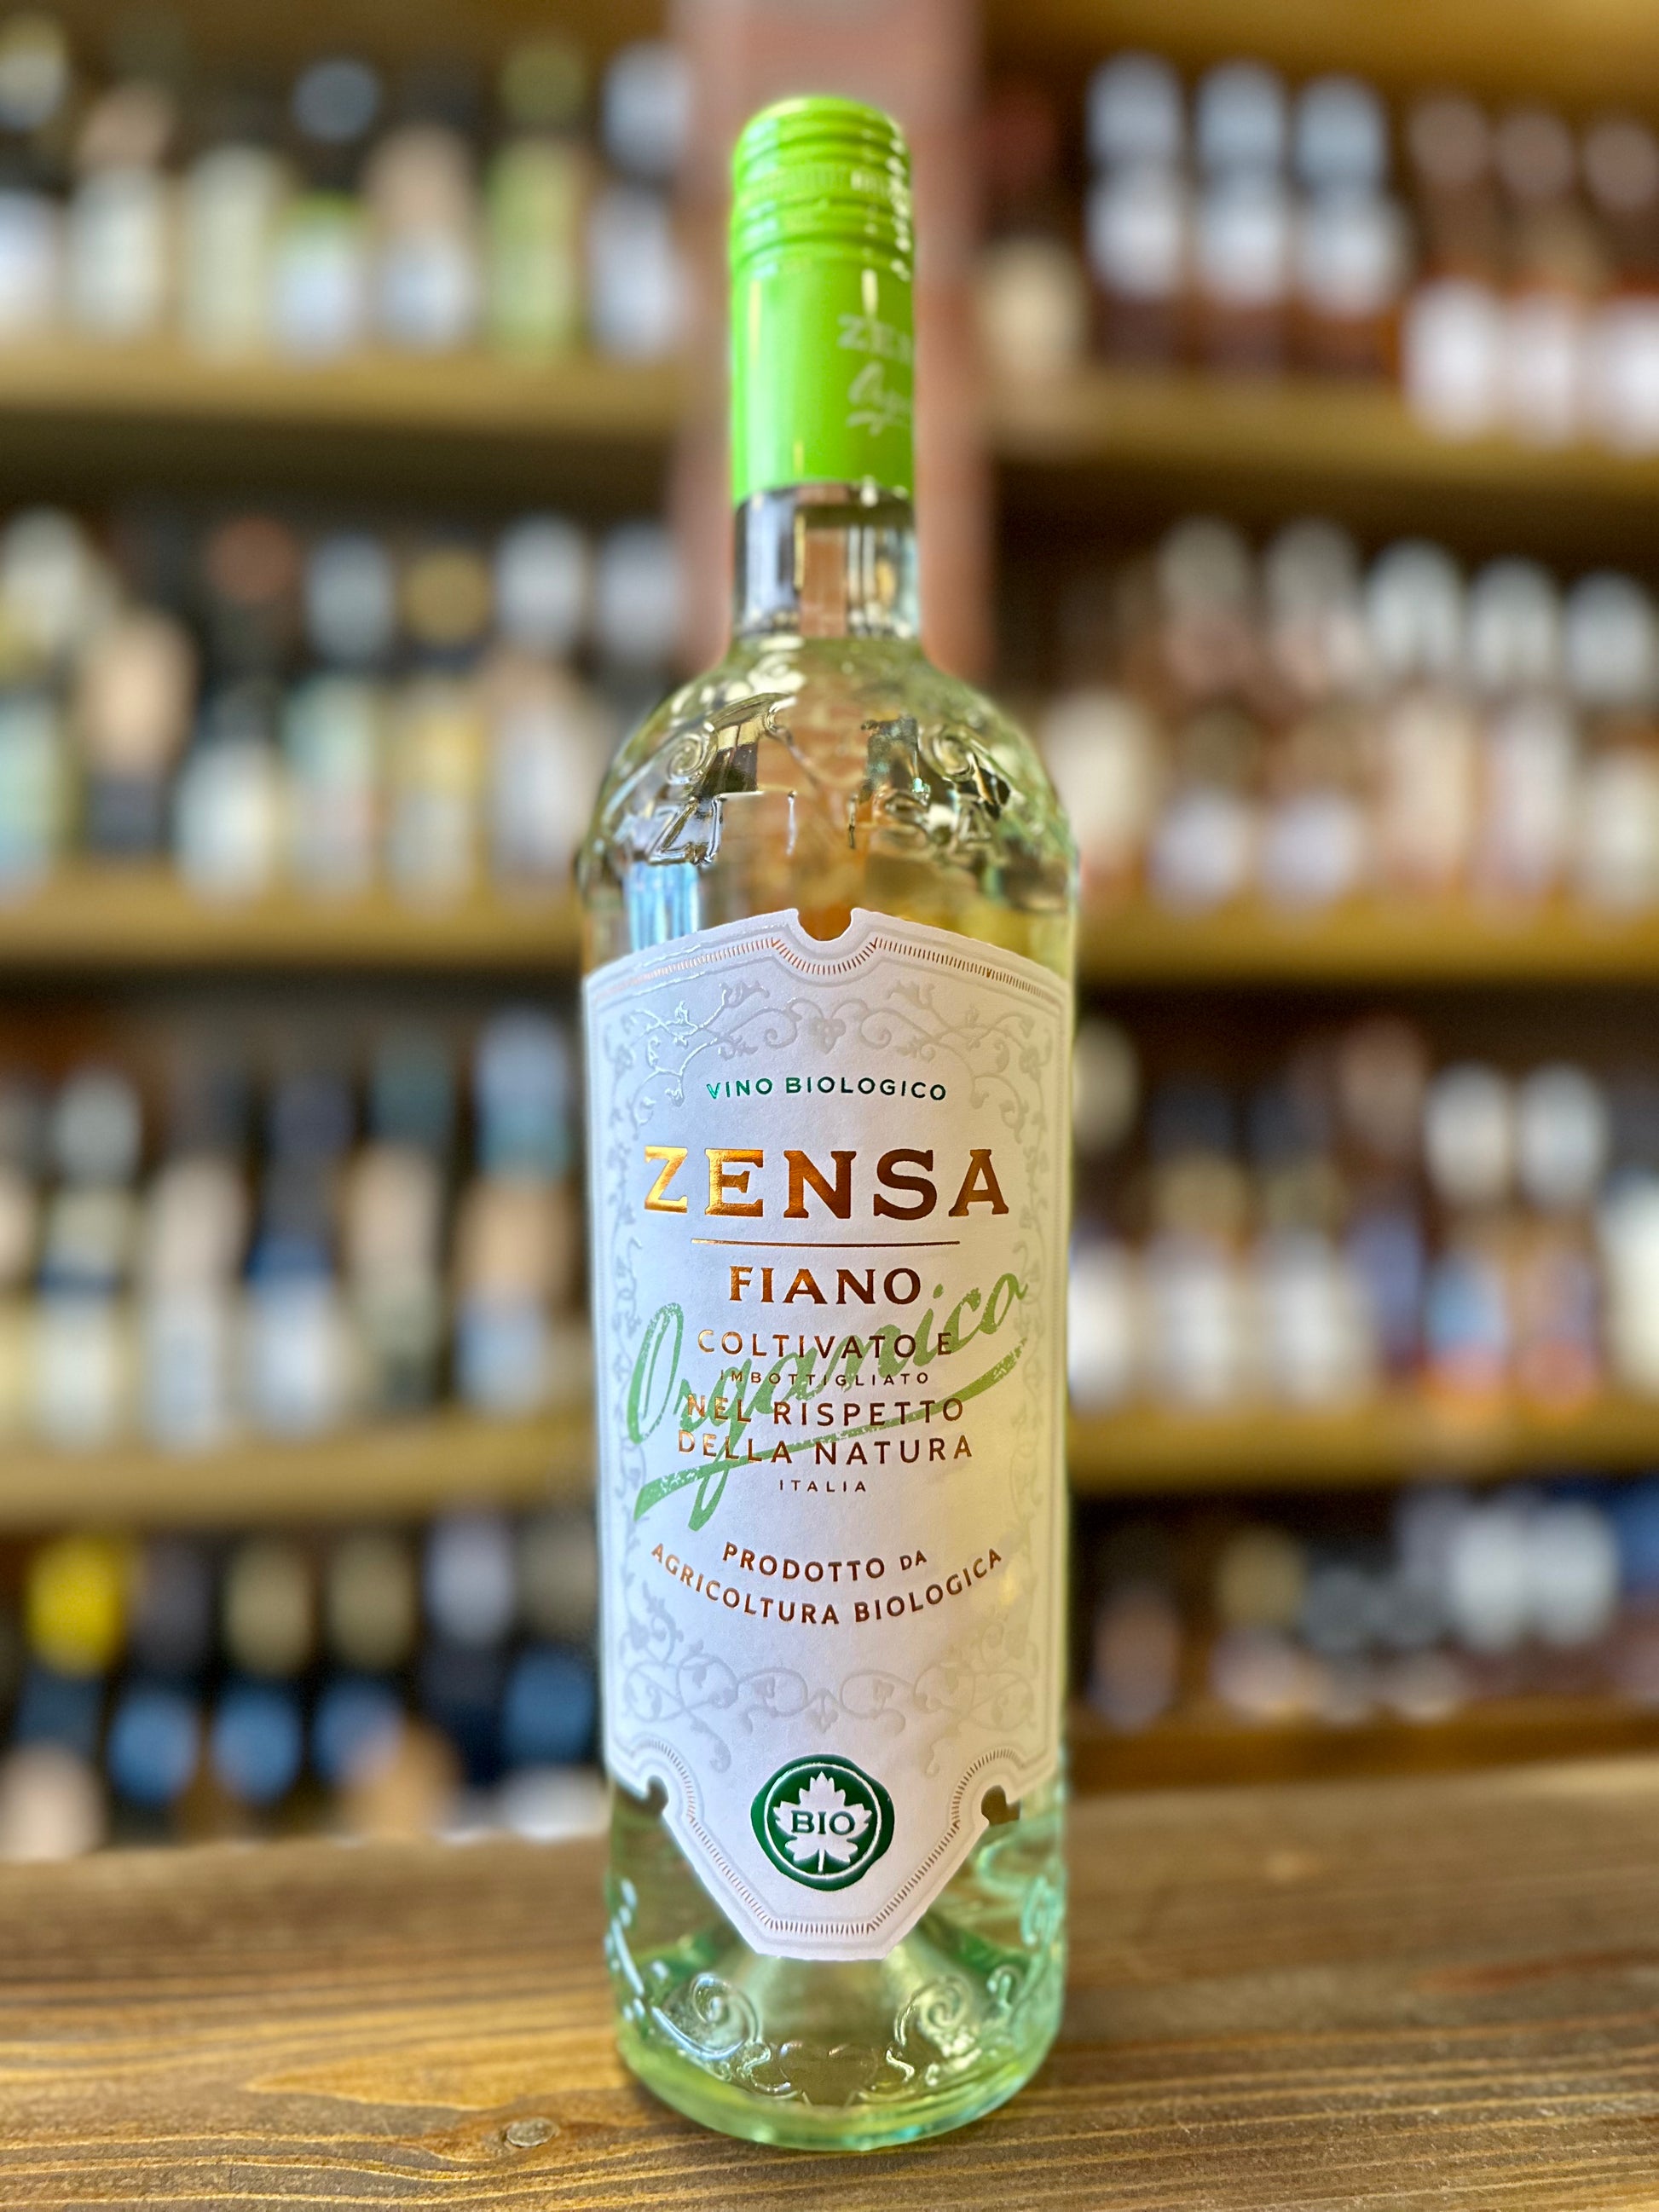 VINO BIOLOGICO
ZENSA
FIANO
Organico
COLTIVATO E
IMBOTTIGLIATO
NEL RISPETTO
DELLA NATURA
ITALIA
PRODOTTO DA
AGRICOLTURA BIOLOGICA
BIO